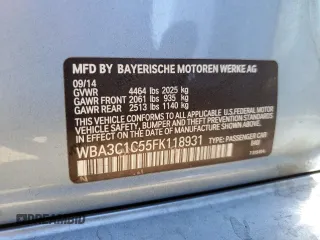 MFD BY BAYERISCHE MOTOREN WERKE AG
09/14
GVWR 4464 lbs 2025 kg
GAWR FRONT 2061 lbs 935 kg
GAWR REAR 2513 lbs 1140 kg
THIS VEHICLE CONFORMS TO ALL APPLICABLE U.S. FEDERAL MOTOR
VEHICLE SAFETY, BUMPER, AND THEFT PREVENTION STANDARDS IN
EFFECT ON THE DATE OF MANUFACTURE SHOWN ABOVE.
WBA3C1C55FK118931 TYPE: PASSENGER CAR